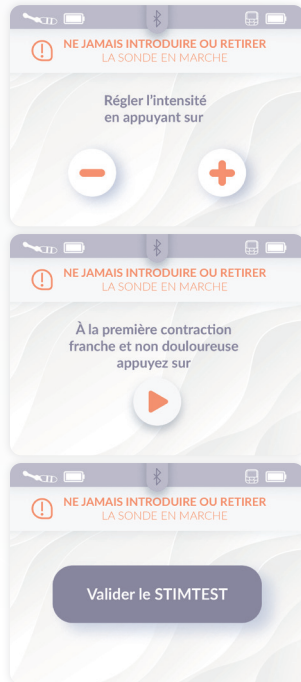 NE JAMAIS INTRODUIRE OU RETIRER
LA SONDE EN MARCHE
Régler l'intensité
en appuyant sur
NE JAMAIS INTRODUIRE OU RETIRER
LA SONDE EN MARCHE
À la première contraction
franche et non douloureuse
appuyez sur
NE JAMAIS INTRODUIRE OU RETIRER
LA SONDE EN MARCHE
Valider le STIMTEST